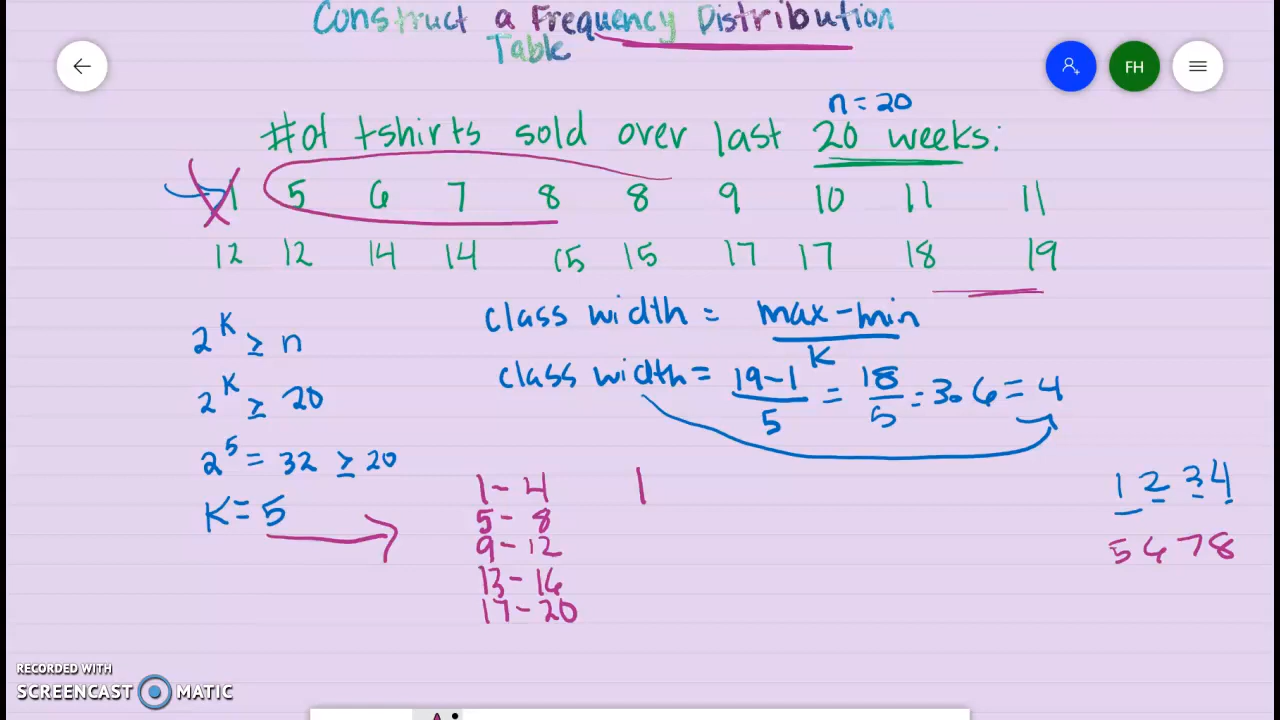 Construct a Frequency Distribution
Table
FH
n = 20
# of tshirts sold over last 20 weeks:
1 5 6 7 8 8 9 10 11 11
12 12 14 14 15 15 17 17 18 19
class width = max - min / K
class width = 19-1 / 5 = 18 / 5 = 3.6 = 4
2^K ≥ n
2^K ≥ 20
2^5 = 32 ≥ 20
K = 5
1 - 4 1
5 - 8
9 - 12
13 - 16
17 - 20
1 2 3 4
5 6 7 8
RECORDED WITH
SCREENCAST MATIC